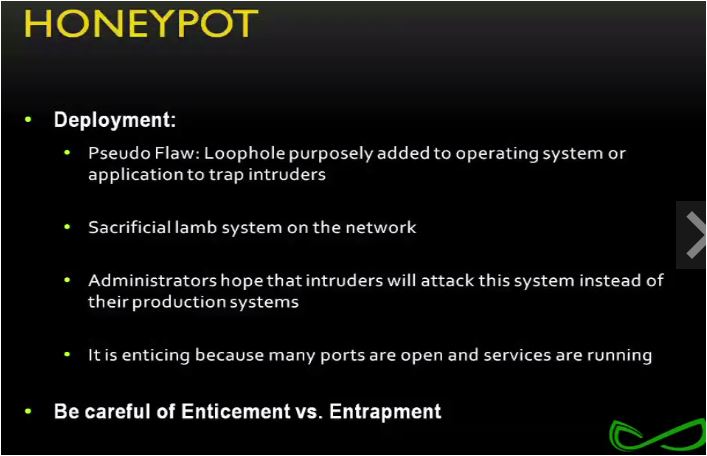 HONEYPOT
• Deployment:
• Pseudo Flaw: Loophole purposely added to operating system or
application to trap intruders
• Sacrificial lamb system on the network
• Administrators hope that intruders will attack this system instead of
their production systems
• It is enticing because many ports are open and services are running
• Be careful of Enticement vs. Entrapment